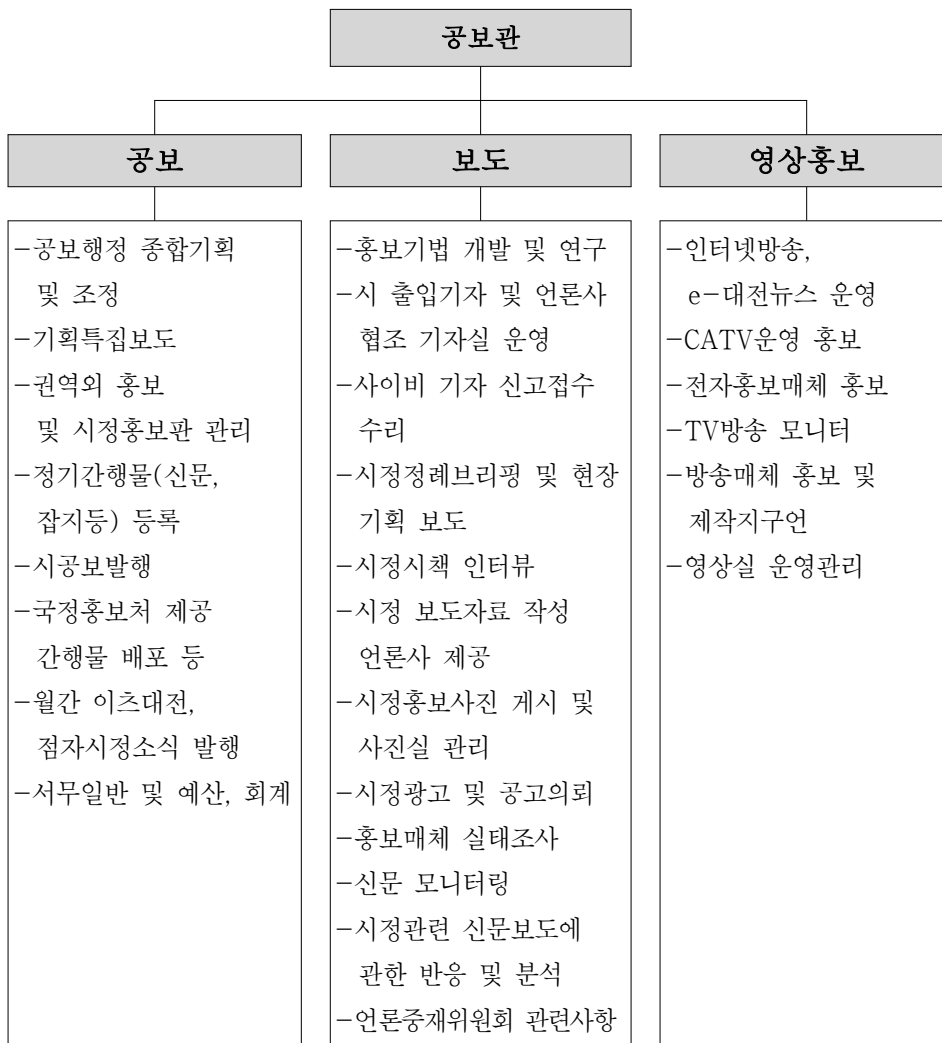 공보관
공보
보도
영상홍보
-공보행정 종합기획
및 조정
-기획특집보도
-권역외 홍보
및 시정홍보판 관리
-정기간행물(신문,
잡지등) 등록
-시공보발행
-국정홍보처 제공
간행물 배포 등
-월간 이츠대전,
점자시정소식 발행
-서무일반 및 예산, 회계
-홍보기법 개발 및 연구
-시 출입기자 및 언론사
협조 기자실 운영
-사이비 기자 신고접수
수리
-시정정례브리핑 및 현장
기획 보도
-시정시책 인터뷰
-시정 보도자료 작성
언론사 제공
-시정홍보사진 게시 및
사진실 관리
-시정광고 및 공고의뢰
-홍보매체 실태조사
-신문 모니터링
-시정관련 신문보도에
관한 반응 및 분석
-언론중재위원회 관련사항
-인터넷방송,
e-대전뉴스 운영
-CATV운영 홍보
-전자홍보매체 홍보
-TV방송 모니터
-방송매체 홍보 및
제작지구언
-영상실 운영관리